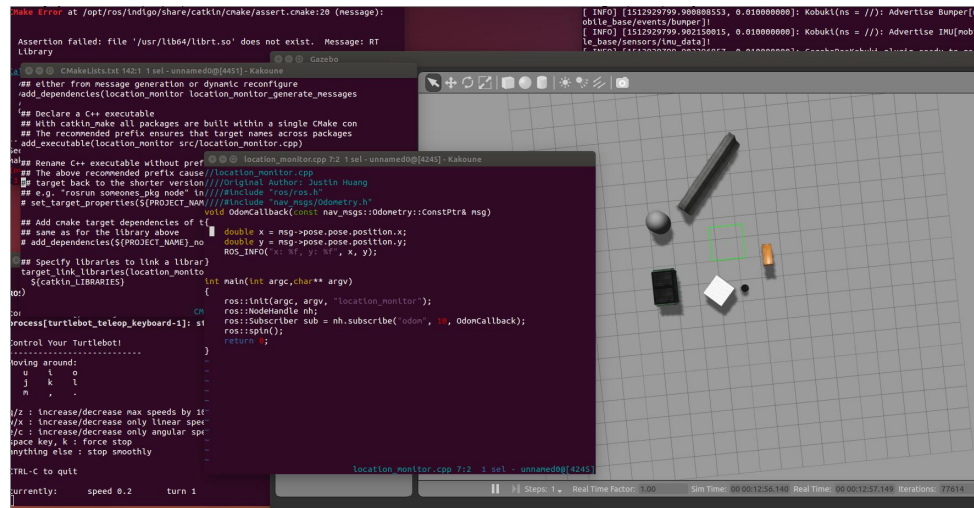 CMake Error at /opt/ros/indigo/share/catkin/cmake/assert.cmake:20 (message):
Assertion failed: file '/usr/lib64/librt.so' does not exist.  Message: RT
Library
[ INFO] [1512929799.900808553, 0.010000000]: Kobuki(ns = //): Advertise Bumper[
obile_base/events/bumper]!
[ INFO] [1512929799.902150015, 0.010000000]: Kobuki(ns = //): Advertise IMU[mob
le_base/sensors/imu_data]!
Gazebo
CMakeLists.txt 142:1 1 sel - unnamed0@[4451] - Kakoune
## either from message generation or dynamic reconfigure
add_dependencies(location_monitor location_monitor_generate_messages
## Declare a C++ executable
## With catkin_make all packages are built within a single CMake con
## The recommended prefix ensures that target names across packages
add_executable(location_monitor src/location_monitor.cpp)
## Rename C++ executable without pref
## The above recommended prefix cause
## target back to the shorter version
## e.g. "rosrun someones_pkg node" in
# set_target_properties(${PROJECT_NAM
## Add cmake target dependencies of t
## same as for the library above
# add_dependencies(${PROJECT_NAME}_no
## Specify libraries to link a librar
target_link_libraries(location_monito
${catkin_LIBRARIES}
)
location_monitor.cpp 7:2 1 sel - unnamed0@[4245] - Kakoune
//location_monitor.cpp
////Original Author: Justin Huang
////#include "ros/ros.h"
////#include "nav_msgs/Odometry.h"
void OdomCallback(const nav_msgs::Odometry::ConstPtr& msg)
{
double x = msg->pose.pose.position.x;
double y = msg->pose.pose.position.y;
ROS_INFO("x: %f, y: %f", x, y);
}
int main(int argc,char** argv)
{
ros::init(argc, argv, "location_monitor");
ros::NodeHandle nh;
ros::Subscriber sub = nh.subscribe("odom", 10, OdomCallback);
ros::spin();
return 0;
}
location_monitor.cpp 7:2 1 sel - unnamed0@[4245]
process[turtlebot_teleop_keyboard-1]: st
Control Your Turtlebot!
---------------------------
Moving around:
u i o
j k l
m , .
q/z : increase/decrease max speeds by 10
w/x : increase/decrease only linear spee
e/c : increase/decrease only angular spe
space key, k : force stop
anything else : stop smoothly
CTRL-C to quit
currently: speed 0.2 turn 1
Steps: 1 Real Time Factor: 1.00 Sim Time: 00 00:12:56.140 Real Time: 00 00:12:57.149 Iterations: 77614